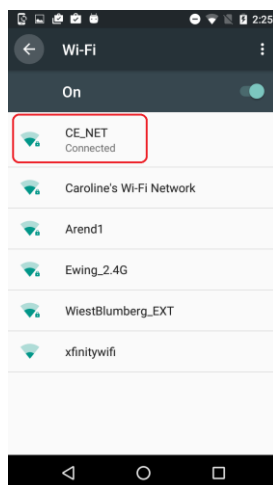 2:25
Wi-Fi
On
CE_NET
Connected
Caroline's Wi-Fi Network
Arend1
Ewing_2.4G
WiestBlumberg_EXT
xfinitywifi